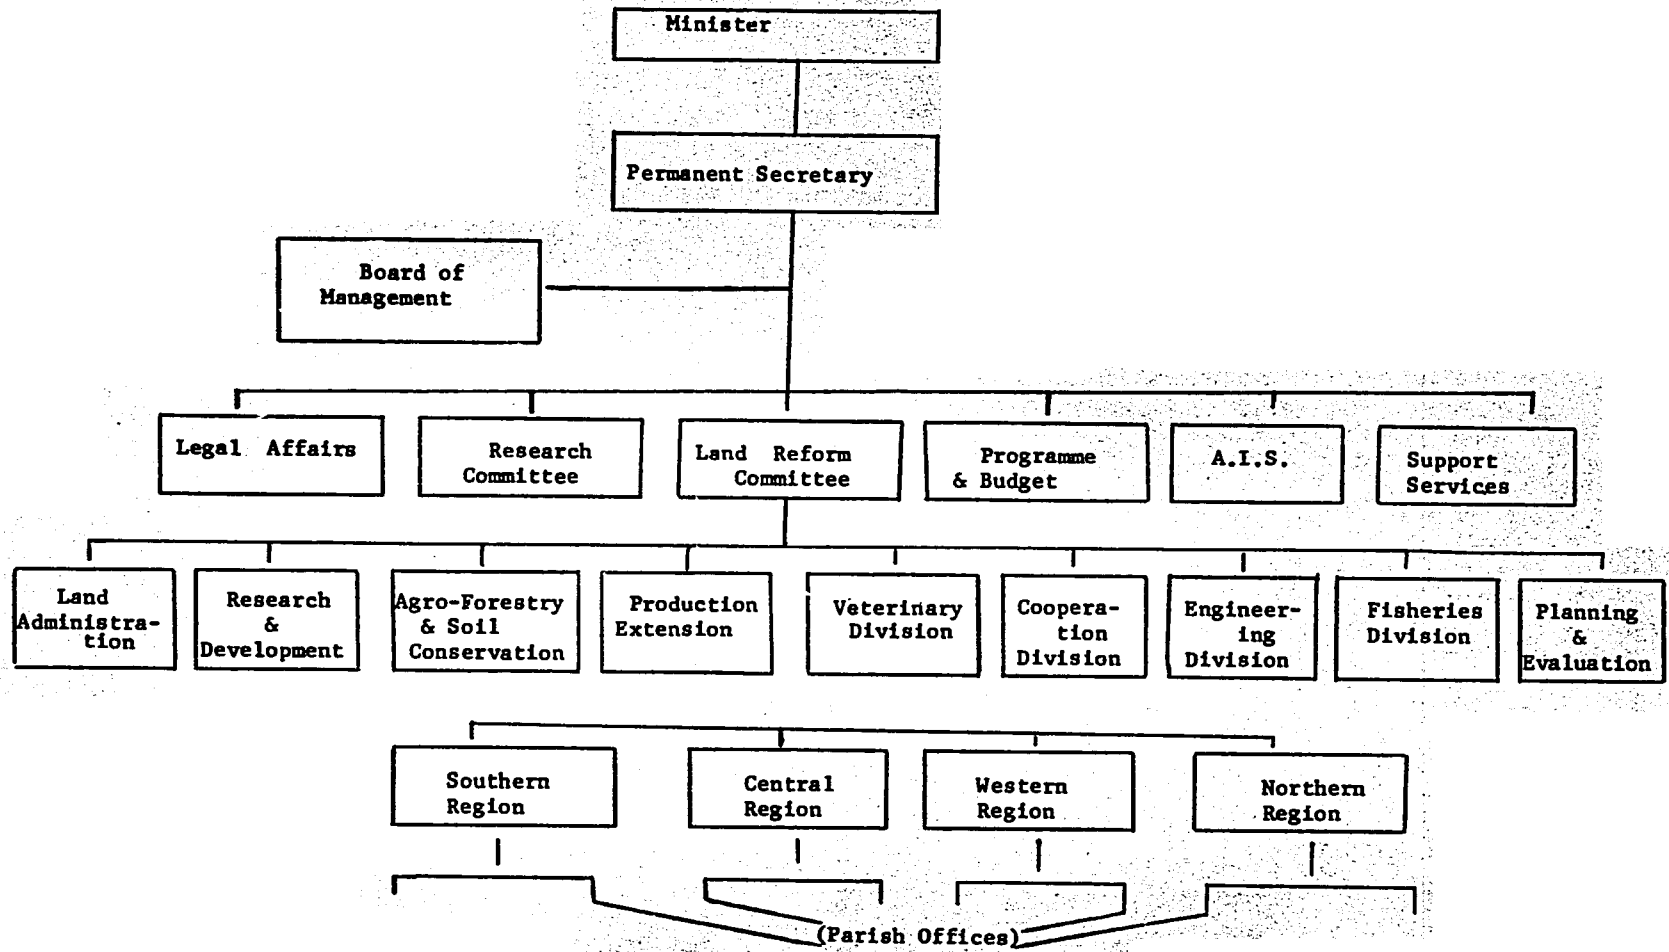 Minister
Permanent Secretary
Board of
Management
Legal Affairs
Research
Committee
Land Reform
Committee
Programme
& Budget
A.I.S.
Support
Services
Land
Administra-
tion
Research
&
Development
Agro-Forestry
& Soil
Conservation
Production
Extension
Veterinary
Division
Coopera-
tion
Division
Engineer-
ing
Division
Fisheries
Division
Planning
&
Evaluation
Southern
Region
Central
Region
Western
Region
Northern
Region
(Parish Offices)